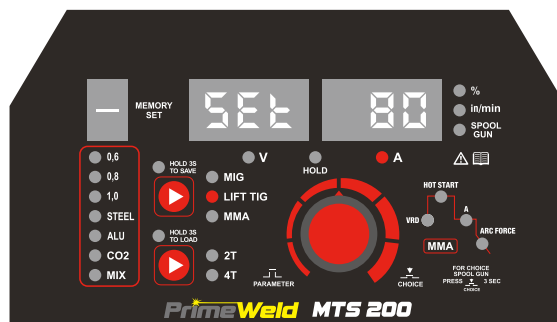 MEMORY
SET
SEt
80
%
in/min
SPOOL
GUN
V
HOLD
A
0,6
0,8
1,0
STEEL
ALU
CO2
MIX
HOLD 3S
TO SAVE
HOLD 3S
TO LOAD
MIG
LIFT TIG
MMA
2T
4T
PARAMETER
CHOICE
HOT START
VRD
A
ARC FORCE
MMA
FOR CHOICE
SPOOL GUN
PRESS 3 SEC
CHOICE
PrimeWeld MTS 200